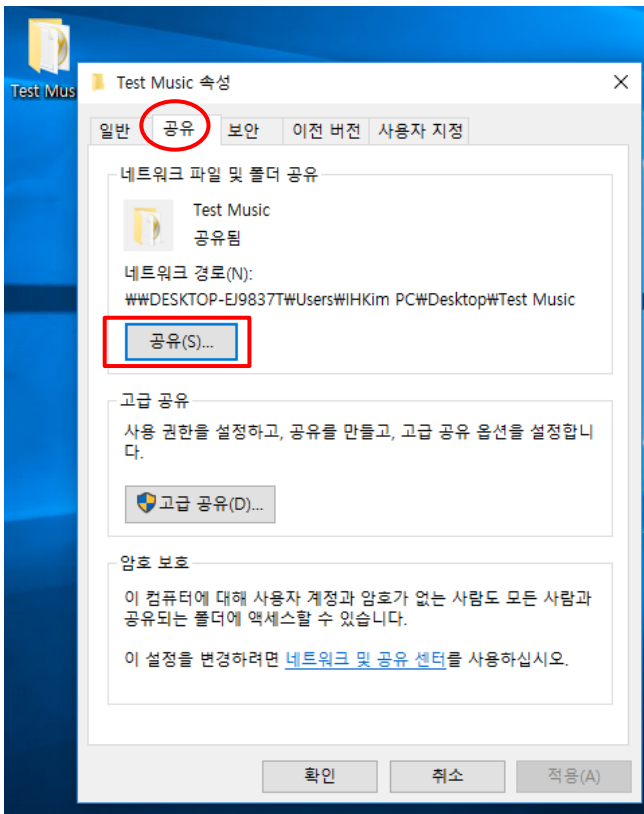 Test Mus
Test Music 속성
일반 공유 보안 이전 버전 사용자 지정
네트워크 파일 및 폴더 공유
Test Music
공유됨
네트워크 경로(N):
₩₩DESKTOP-EJ9837T₩Users₩IHKim PC₩Desktop₩Test Music
공유(S)...
고급 공유
사용 권한을 설정하고, 공유를 만들고, 고급 공유 옵션을 설정합니
다.
고급 공유(D)...
암호 보호
이 컴퓨터에 대해 사용자 계정과 암호가 없는 사람도 모든 사람과
공유되는 폴더에 액세스할 수 있습니다.
이 설정을 변경하려면 네트워크 및 공유 센터를 사용하십시오.
확인 취소 적용(A)